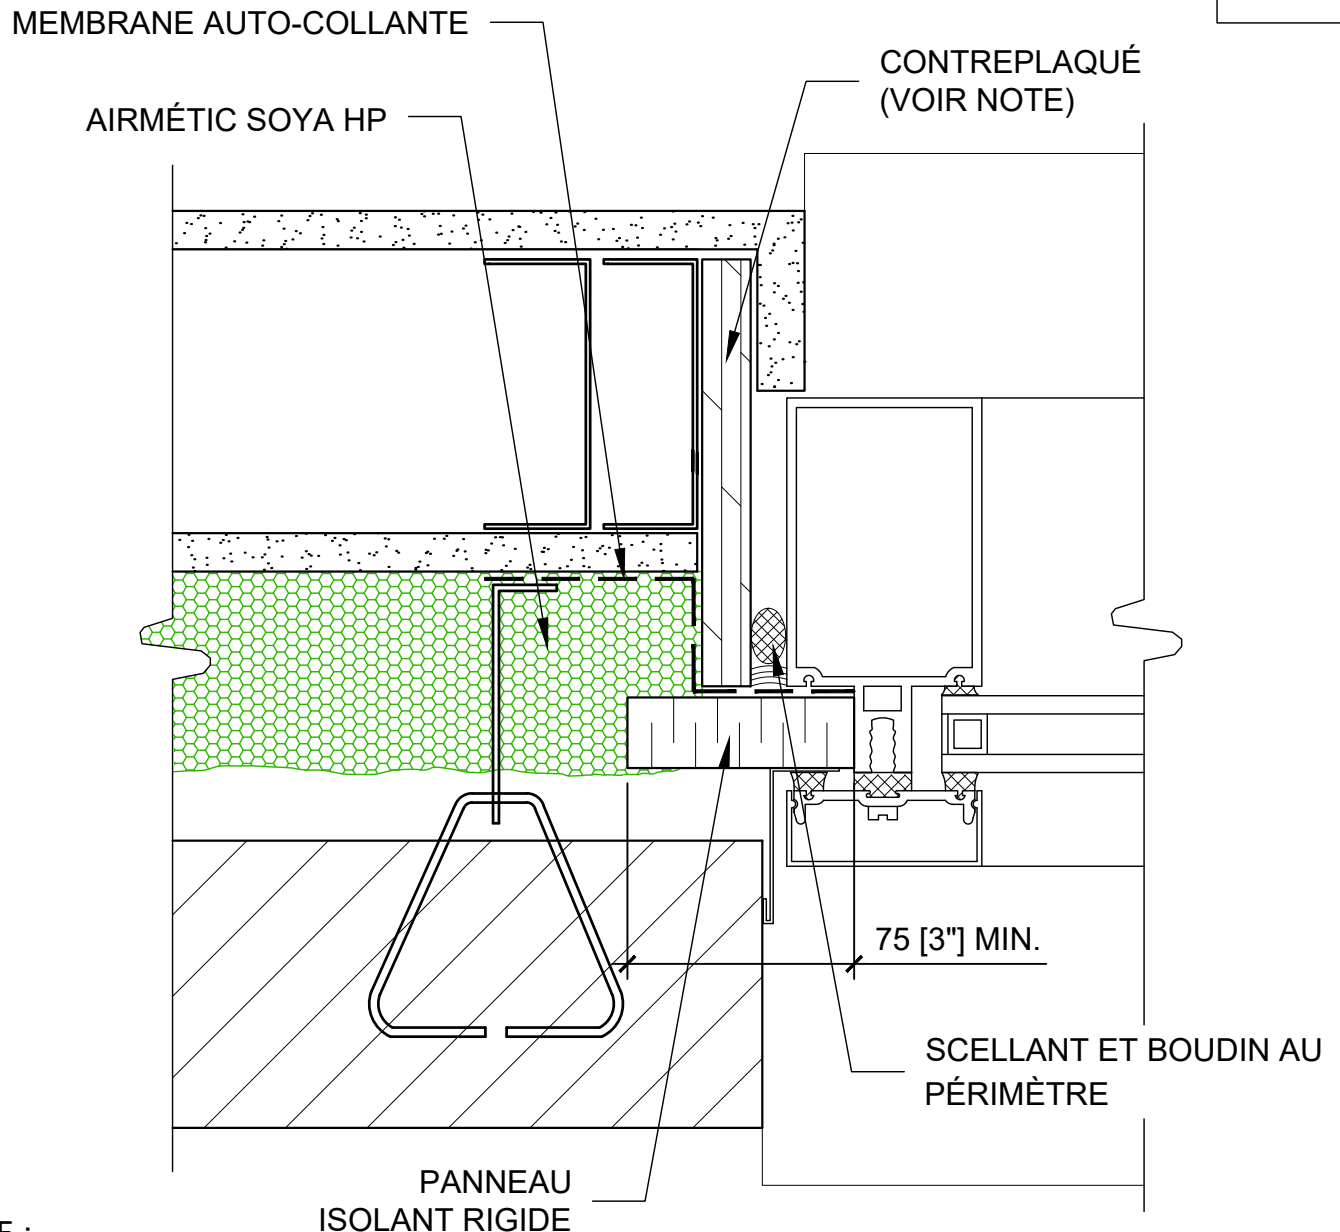 MEMBRANE AUTO-COLLANTE
CONTREPLAQUÉ
(VOIR NOTE)
AIRMÉTIC SOYA HP
75 [3"] MIN.
SCELLANT ET BOUDIN AU
PÉRIMÈTRE
PANNEAU
ISOLANT RIGIDE